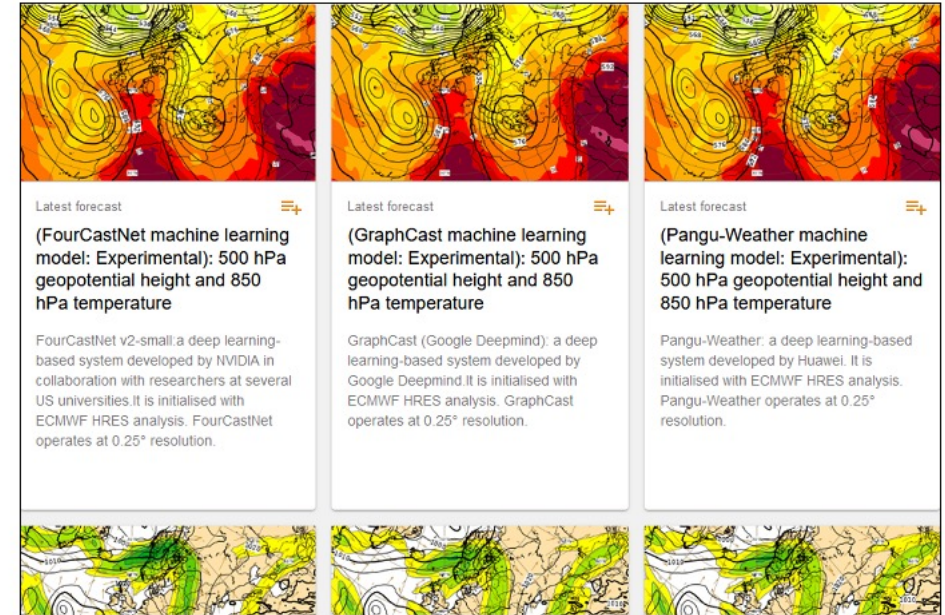 Latest forecast
(FourCastNet machine learning
model: Experimental): 500 hPa
geopotential height and 850
hPa temperature
FourCastNet v2-small:a deep learning-
based system developed by NVIDIA in
collaboration with researchers at several
US universities.It is initialised with
ECMWF HRES analysis. FourCastNet
operates at 0.25° resolution.
Latest forecast
(GraphCast machine learning
model: Experimental): 500 hPa
geopotential height and 850
hPa temperature
GraphCast (Google Deepmind): a deep
learning-based system developed by
Google Deepmind.It is initialised with
ECMWF HRES analysis. GraphCast
operates at 0.25° resolution.
Latest forecast
(Pangu-Weather machine
learning model: Experimental):
500 hPa geopotential height and
850 hPa temperature
Pangu-Weather: a deep learning-based
system developed by Huawei. It is
initialised with ECMWF HRES analysis.
Pangu-Weather operates at 0.25°
resolution.